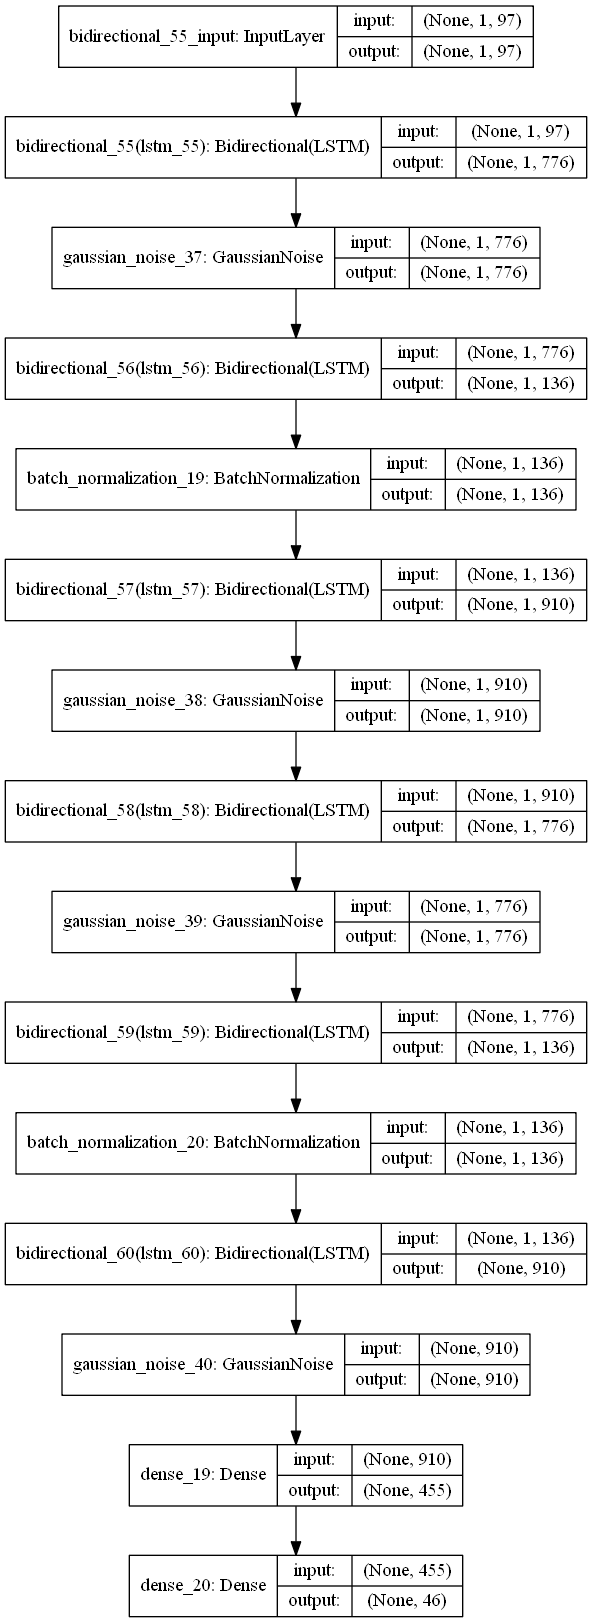 bidirectional_55_input: InputLayer
input: (None, 1, 97)
output: (None, 1, 97)
bidirectional_55(lstm_55): Bidirectional(LSTM)
input: (None, 1, 97)
output: (None, 1, 776)
gaussian_noise_37: GaussianNoise
input: (None, 1, 776)
output: (None, 1, 776)
bidirectional_56(lstm_56): Bidirectional(LSTM)
input: (None, 1, 776)
output: (None, 1, 136)
batch_normalization_19: BatchNormalization
input: (None, 1, 136)
output: (None, 1, 136)
bidirectional_57(lstm_57): Bidirectional(LSTM)
input: (None, 1, 136)
output: (None, 1, 910)
gaussian_noise_38: GaussianNoise
input: (None, 1, 910)
output: (None, 1, 910)
bidirectional_58(lstm_58): Bidirectional(LSTM)
input: (None, 1, 910)
output: (None, 1, 776)
gaussian_noise_39: GaussianNoise
input: (None, 1, 776)
output: (None, 1, 776)
bidirectional_59(lstm_59): Bidirectional(LSTM)
input: (None, 1, 776)
output: (None, 1, 136)
batch_normalization_20: BatchNormalization
input: (None, 1, 136)
output: (None, 1, 136)
bidirectional_60(lstm_60): Bidirectional(LSTM)
input: (None, 1, 136)
output: (None, 910)
gaussian_noise_40: GaussianNoise
input: (None, 910)
output: (None, 910)
dense_19: Dense
input: (None, 910)
output: (None, 455)
dense_20: Dense
input: (None, 455)
output: (None, 46)